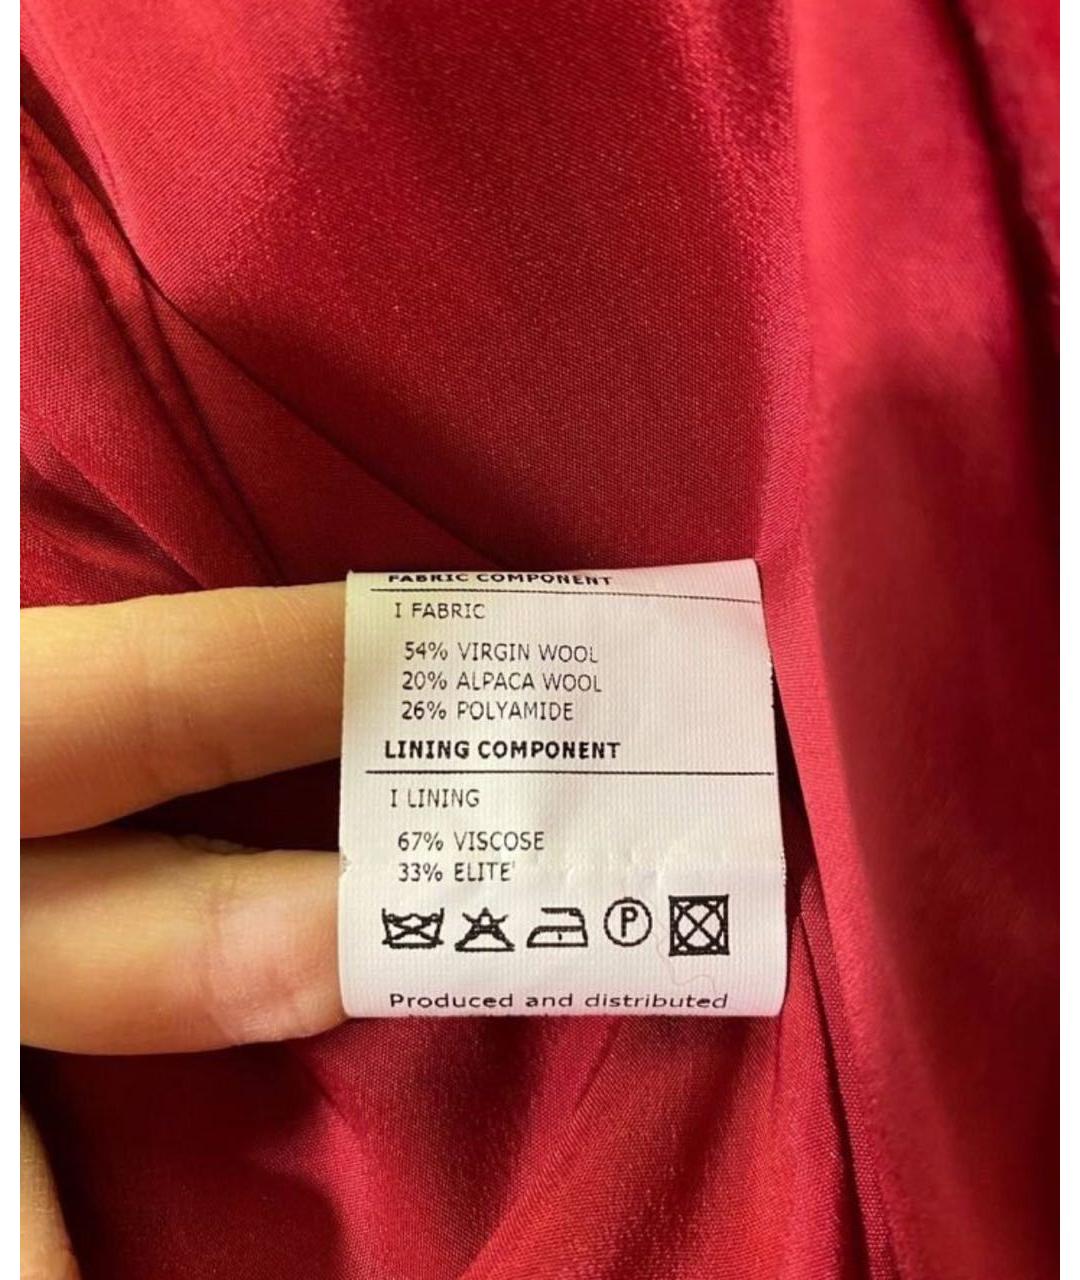 FABRIC COMPONENT
I FABRIC
54% VIRGIN WOOL
20% ALPACA WOOL
26% POLYAMIDE
LINING COMPONENT
I LINING
67% VISCOSE
33% ELITE'
P
Produced and distributed